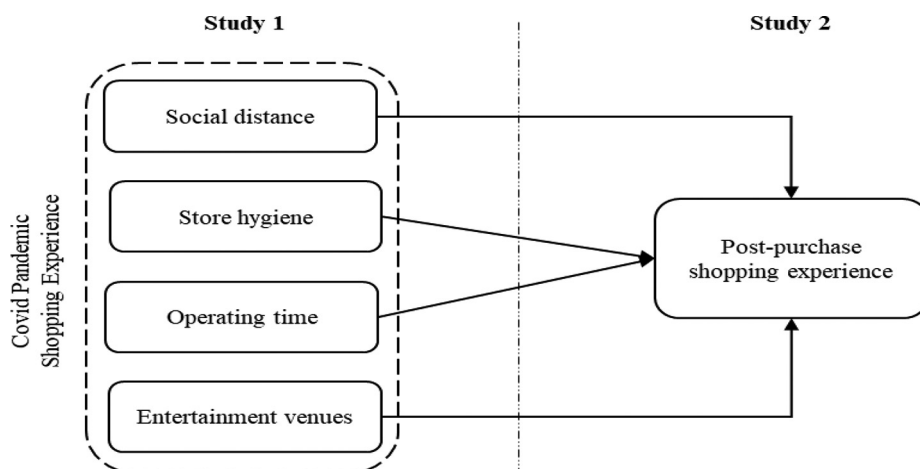 Study 1
Study 2
Covid Pandemic
Shopping Experience
Social distance
Store hygiene
Operating time
Entertainment venues
Post-purchase
shopping experience